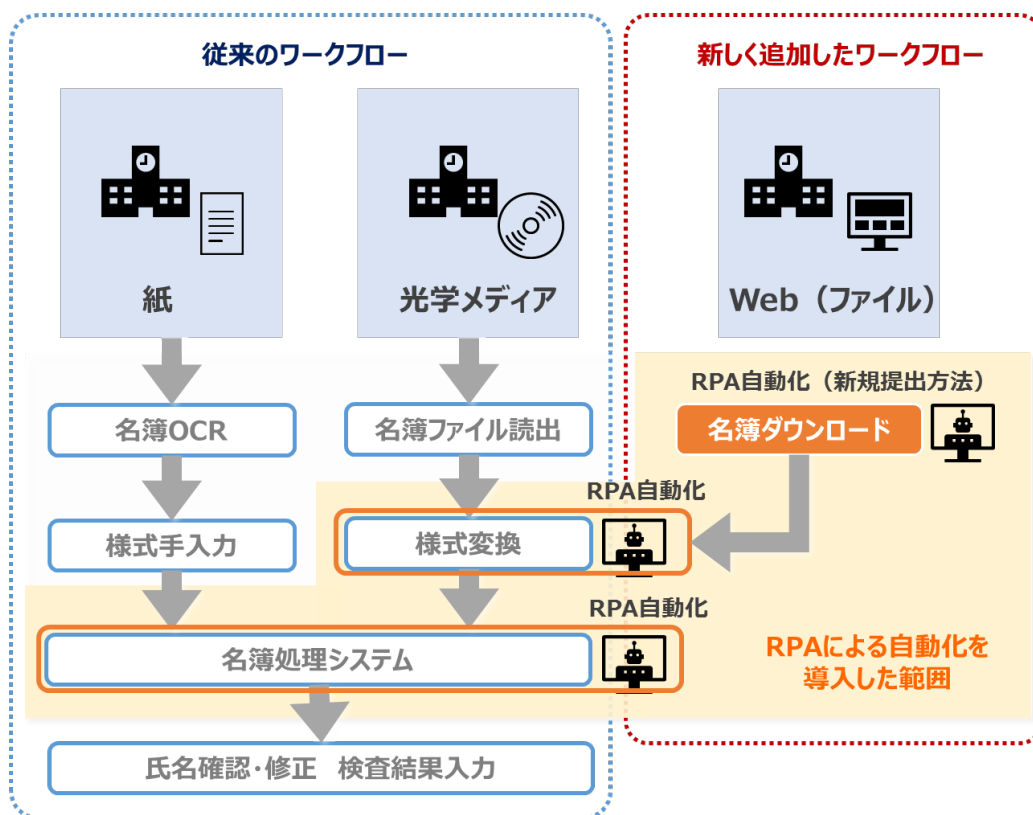 従来のワークフロー
新しく追加したワークフロー
紙
光学メディア
Web（ファイル）
RPA自動化（新規提出方法）
名簿OCR
名簿ファイル読出
名簿ダウンロード
RPA自動化
様式手入力
様式変換
RPA自動化
名簿処理システム
RPAによる自動化を
導入した範囲
氏名確認・修正 検査結果入力